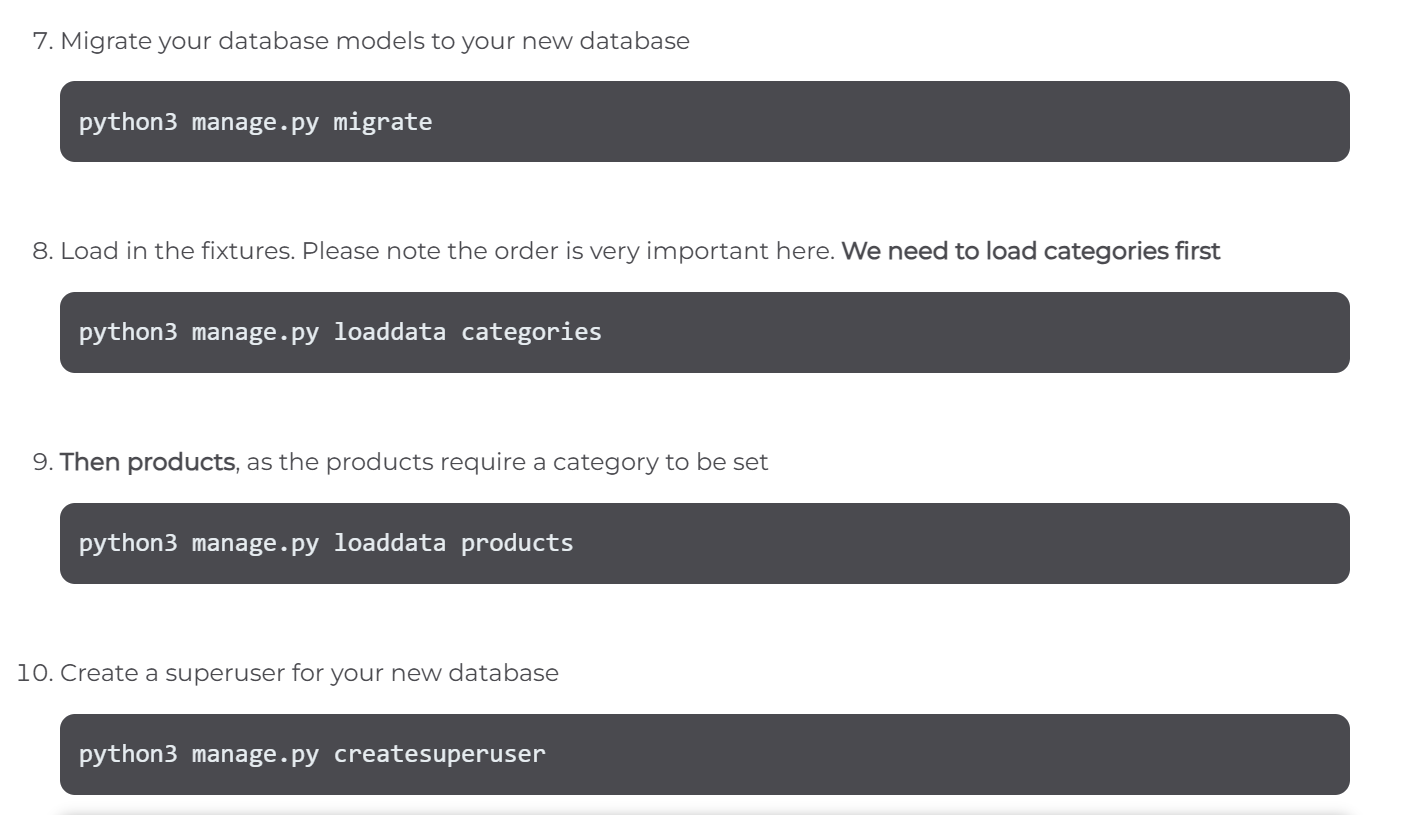 7. Migrate your database models to your new database
python3 manage.py migrate
8. Load in the fixtures. Please note the order is very important here. We need to load categories first
python3 manage.py loaddata categories
9. Then products, as the products require a category to be set
python3 manage.py loaddata products
10. Create a superuser for your new database
python3 manage.py createsuperuser